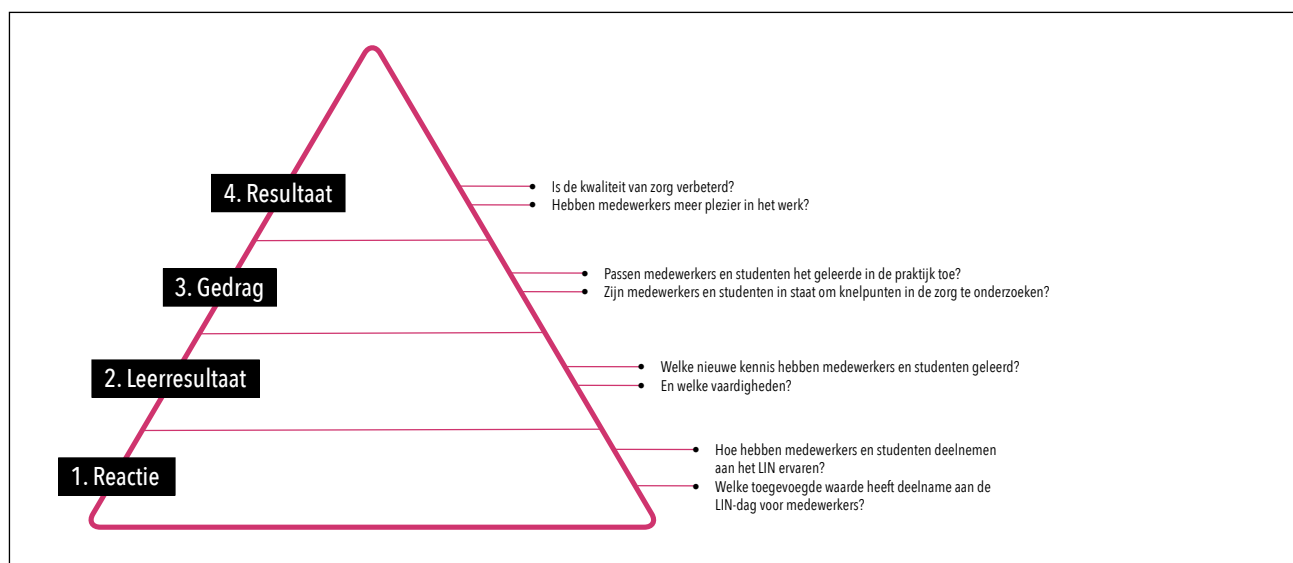 4. Resultaat
Is de kwaliteit van zorg verbeterd?
Hebben medewerkers meer plezier in het werk?
3. Gedrag
Passen medewerkers en studenten het geleerde in de praktijk toe?
Zijn medewerkers en studenten in staat om knelpunten in de zorg te onderzoeken?
2. Leerresultaat
Welke nieuwe kennis hebben medewerkers en studenten geleerd?
En welke vaardigheden?
1. Reactie
Hoe hebben medewerkers en studenten deelnemen
aan het LIN ervaren?
Welke toegevoegde waarde heeft deelname aan de
LIN-dag voor medewerkers?